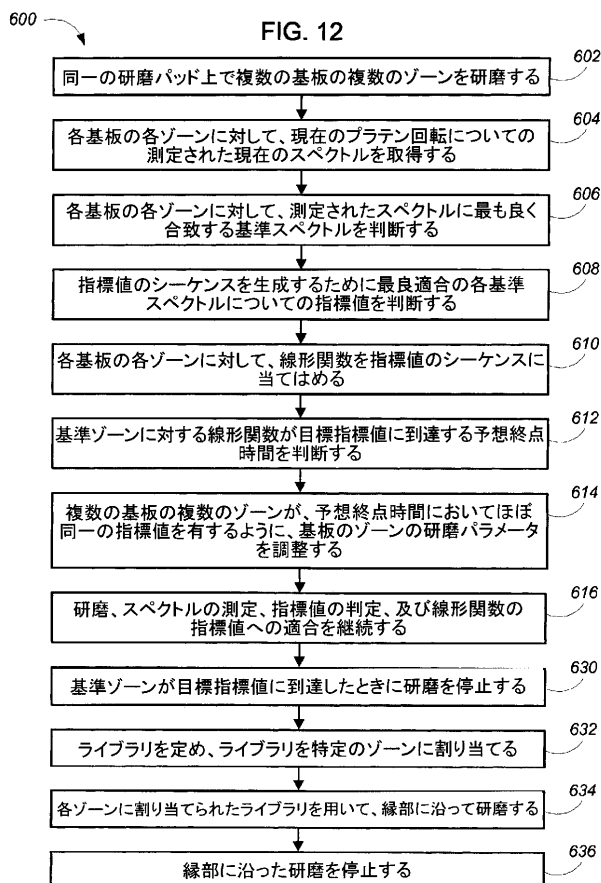 600
FIG. 12
602
同一の研磨パッド上で複数の基板の複数のゾーンを研磨する
604
各基板の各ゾーンに対して、現在のプラテン回転についての
測定された現在のスペクトルを取得する
606
各基板の各ゾーンに対して、測定されたスペクトルに最も良く
合致する基準スペクトルを判断する
608
指標値のシーケンスを生成するために最良適合の各基準
スペクトルについての指標値を判断する
610
各基板の各ゾーンに対して、線形関数を指標値のシーケンスに
当てはめる
612
基準ゾーンに対する線形関数が目標指標値に到達する予想終点
時間を判断する
614
複数の基板の複数のゾーンが、予想終点時間においてほぼ
同一の指標値を有するように、基板のゾーンの研磨パラメータ
を調整する
616
研磨、スペクトルの測定、指標値の判定、及び線形関数の
指標値への適合を継続する
630
基準ゾーンが目標指標値に到達したときに研磨を停止する
632
ライブラリを定め、ライブラリを特定のゾーンに割り当てる
634
各ゾーンに割り当てられたライブラリを用いて、縁部に沿って研磨する
636
縁部に沿った研磨を停止する